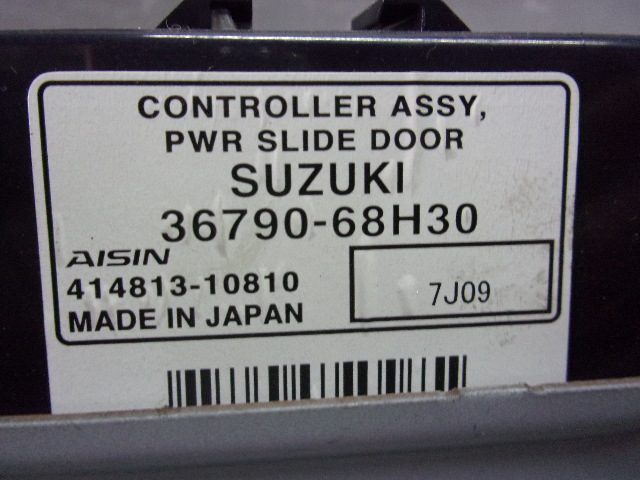 CONTROLLER ASSY,
PWR SLIDE DOOR
SUZUKI
36790-68H30
AISIN
414813-10810
7J09
MADE IN JAPAN